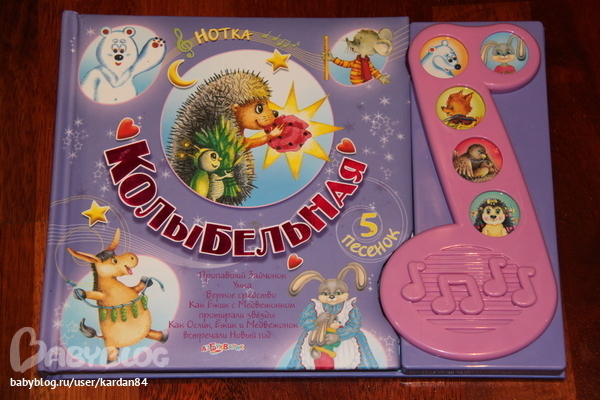 НОТКА
КОЛЫБЕЛЬНАЯ
5
песенок
Пропавший Зайчонок
Умка
Верное средство
Как Ёжик с Медвежонком
протирали звёзды
Как Ослик, Ёжик и Медвежонок
встречали Новый год
АЗБУКВАРИК
BABYBLOG
babyblog.ru/user/kardan84